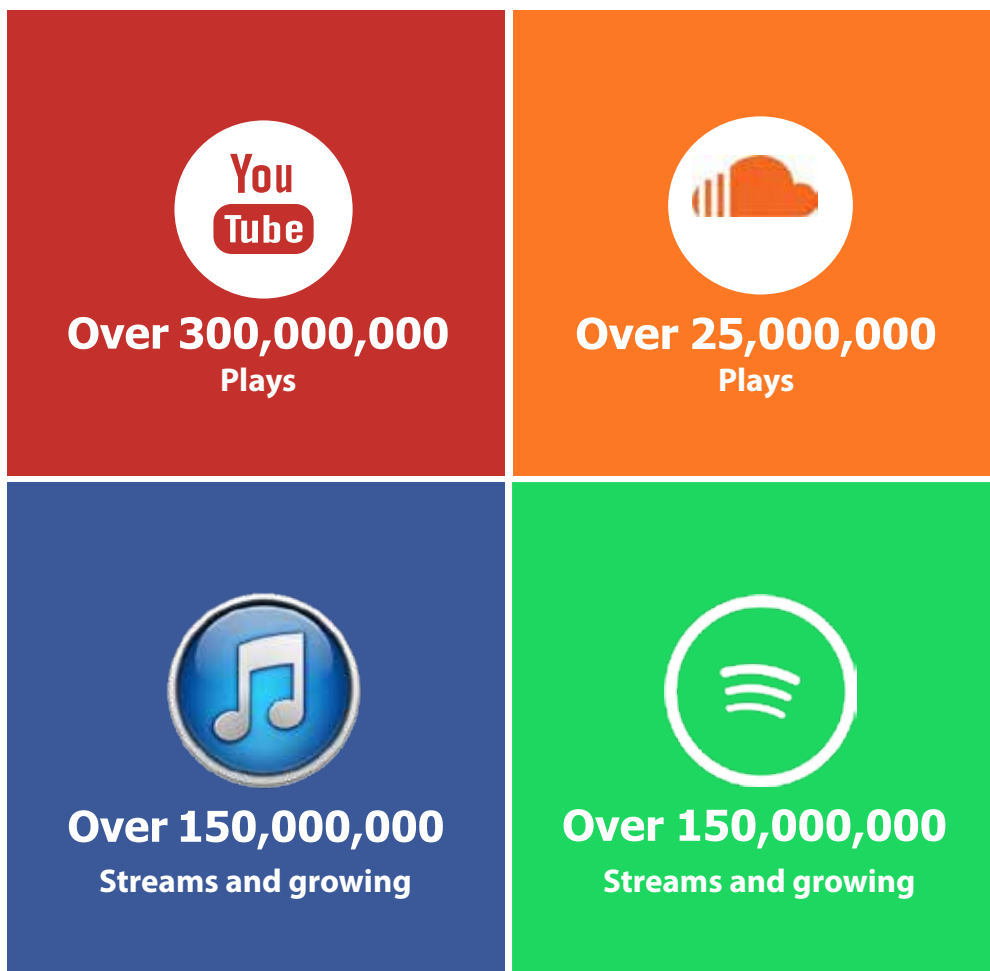 You
Tube
Over 300,000,000
Plays
Over 25,000,000
Plays
Over 150,000,000
Streams and growing
Over 150,000,000
Streams and growing